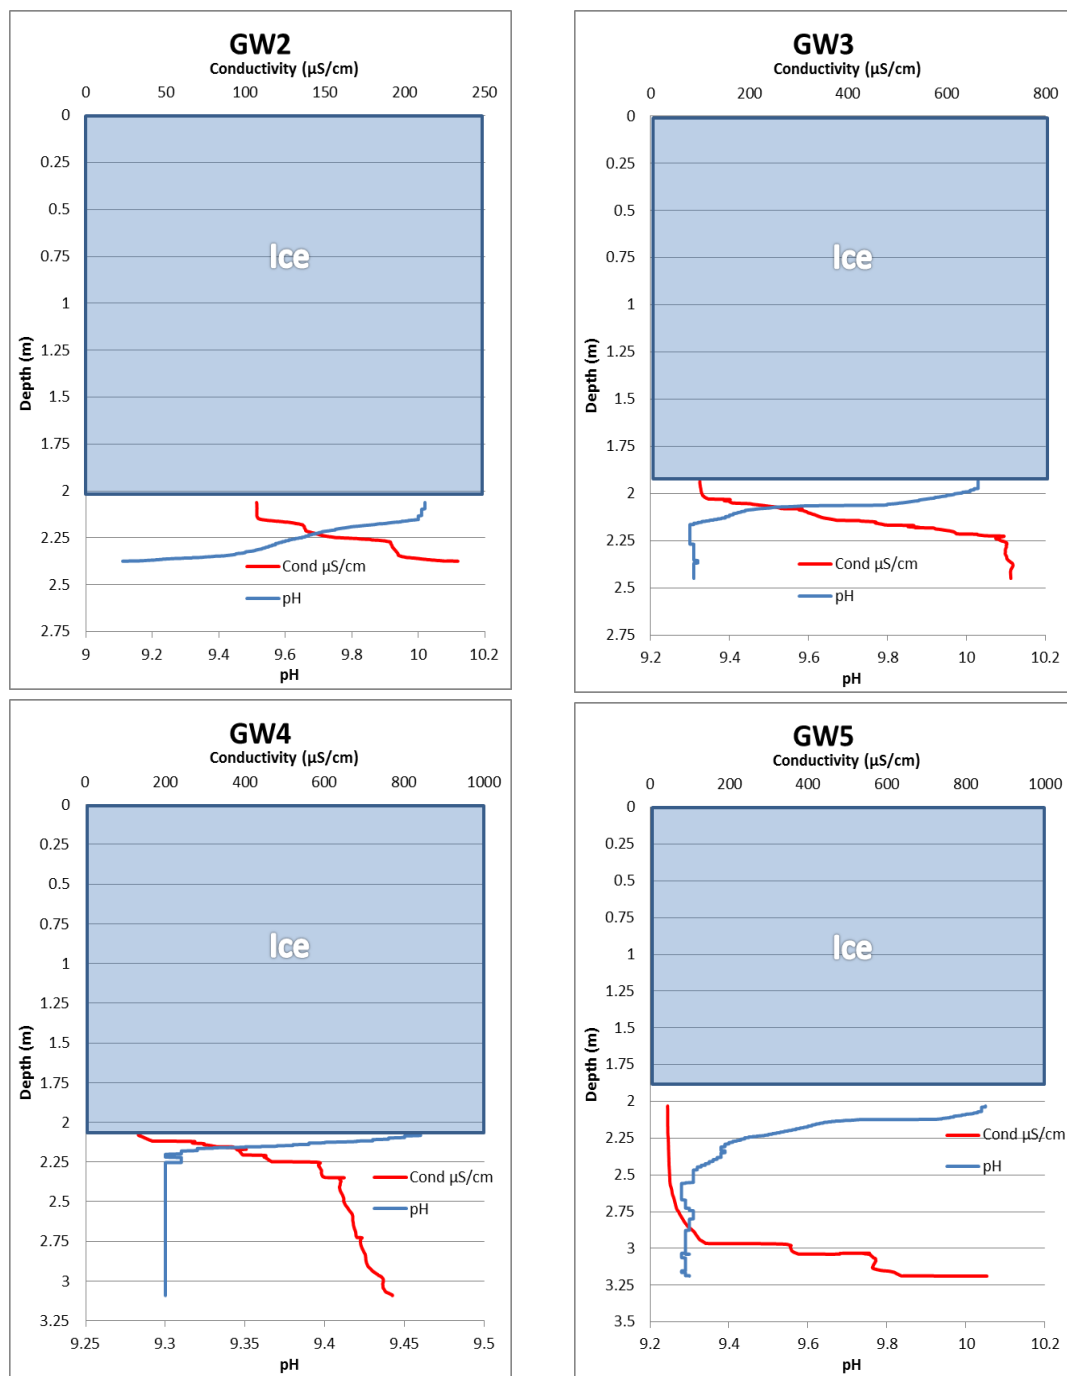 GW2
Conductivity (µS/cm)
0 50 100 150 200 250
0
0.25
0.5
0.75
1
1.25
1.5
1.75
2
2.25
2.5
2.75
Depth (m)
Ice
Cond µS/cm
pH
9 9.2 9.4 9.6 9.8 10 10.2
pH
GW3
Conductivity (µS/cm)
0 200 400 600 800
0
0.25
0.5
0.75
1
1.25
1.5
1.75
2
2.25
2.5
2.75
Depth (m)
Ice
Cond µS/cm
pH
9.2 9.4 9.6 9.8 10 10.2
pH
GW4
Conductivity (µS/cm)
0 200 400 600 800 1000
0
0.25
0.5
0.75
1
1.25
1.5
1.75
2
2.25
2.5
2.75
3
3.25
Depth (m)
Ice
Cond µS/cm
pH
9.25 9.3 9.35 9.4 9.45 9.5
pH
GW5
Conductivity (µS/cm)
0 200 400 600 800 1000
0
0.25
0.5
0.75
1
1.25
1.5
1.75
2
2.25
2.5
2.75
3
3.25
3.5
Depth (m)
Ice
Cond µS/cm
pH
9.2 9.4 9.6 9.8 10 10.2
pH